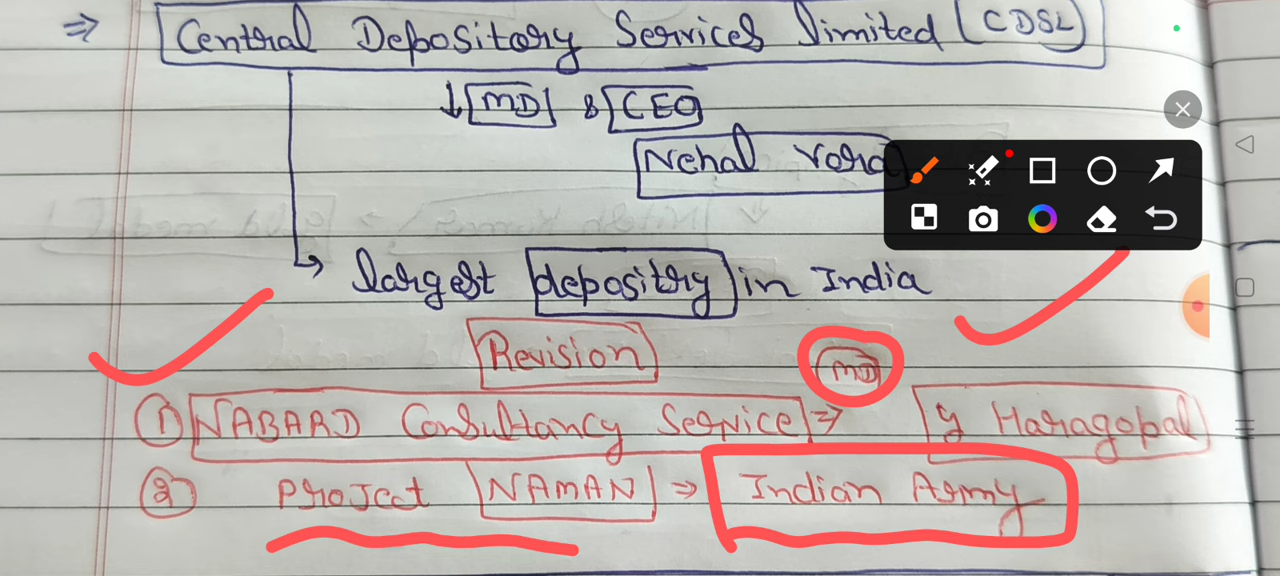 ⇒ Central Depository Services limited (CDSL)
↓ MD & CEO
Nehal Vora
↳ largest depository in India
Revision
MD
① NABARD Consultancy Service ⇒ Y Haragopal
② Project NAMAN ⇒ Indian Army